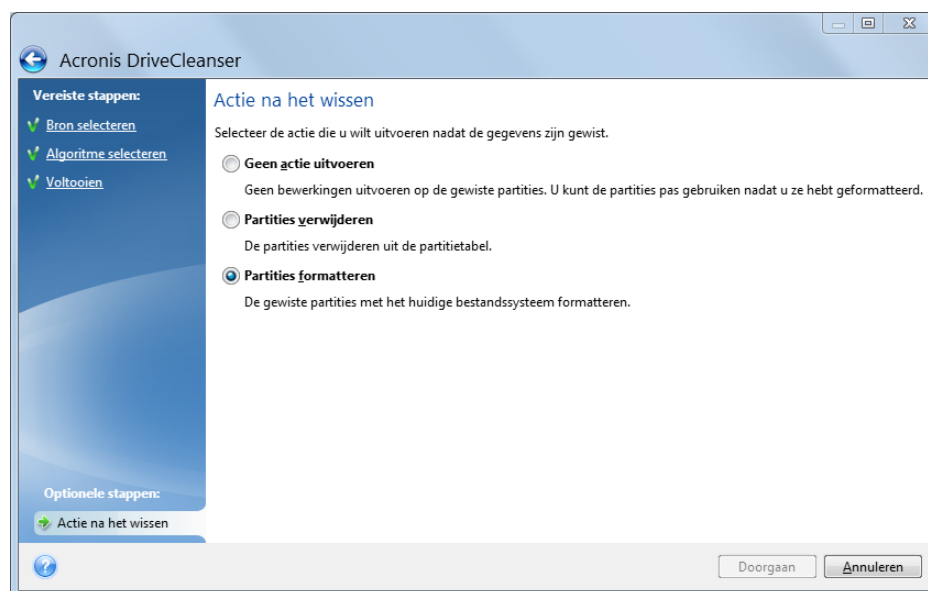 Acronis DriveCleanser
Vereiste stappen:
Bron selecteren
Algoritme selecteren
Voltooien
Actie na het wissen
Selecteer de actie die u wilt uitvoeren nadat de gegevens zijn gewist.
Geen actie uitvoeren
Geen bewerkingen uitvoeren op de gewiste partities. U kunt de partities pas gebruiken nadat u ze hebt geformatteerd.
Partities verwijderen
De partities verwijderen uit de partitietabel.
Partities formatteren
De gewiste partities met het huidige bestandssysteem formatteren.
Optionele stappen:
Actie na het wissen
Doorgaan
Annuleren